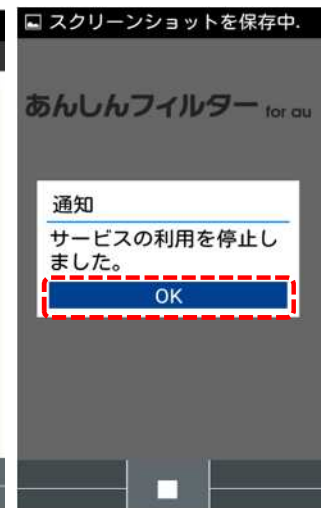 スクリーンショットを保存中.
あんしんフィルター for au
通知
サービスの利用を停止し
ました。
OK